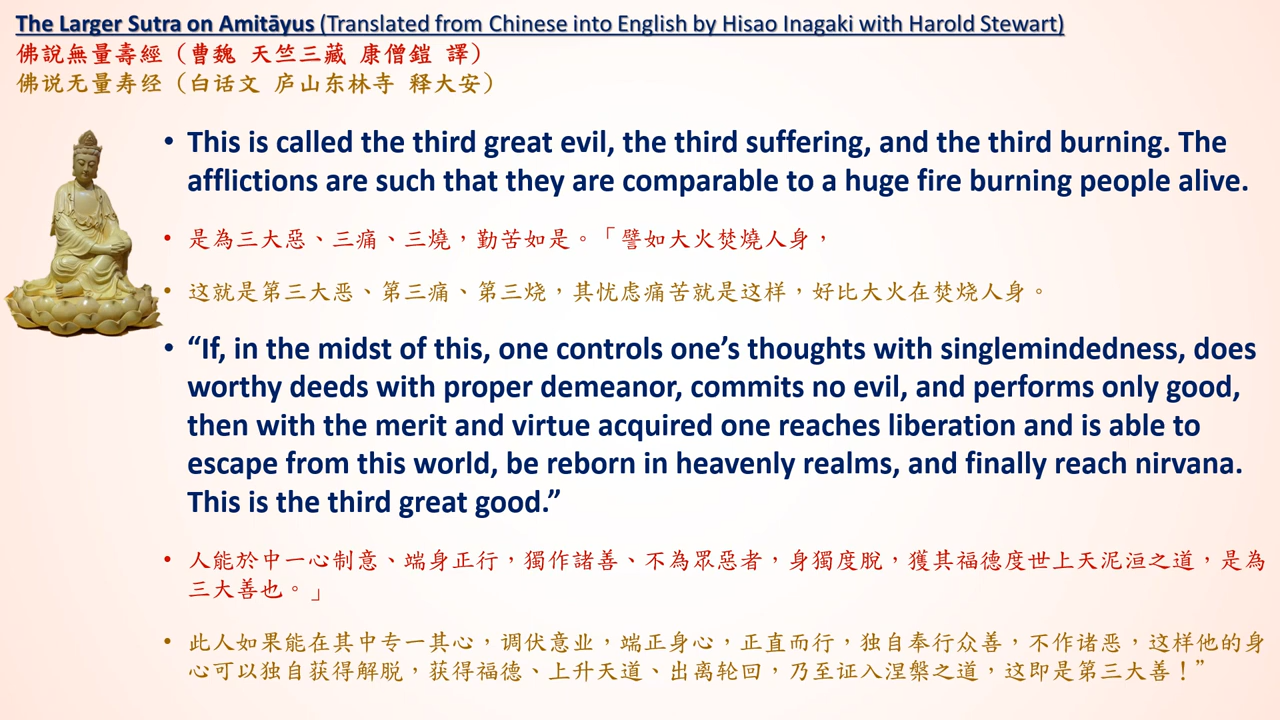 The Larger Sutra on Amitāyus (Translated from Chinese into English by Hisao Inagaki with Harold Stewart)
佛說無量壽經（曹魏 天竺三藏 康僧鎧 譯）
佛说无量寿经（白话文 庐山东林寺 释大安）
• This is called the third great evil, the third suffering, and the third burning. The
afflictions are such that they are comparable to a huge fire burning people alive.
• 是為三大惡、三痛、三燒，勤苦如是。「譬如大火焚燒人身，
• 这就是第三大恶、第三痛、第三烧，其忧虑痛苦就是这样，好比大火在焚烧人身。
• “If, in the midst of this, one controls one’s thoughts with singlemindedness, does
worthy deeds with proper demeanor, commits no evil, and performs only good,
then with the merit and virtue acquired one reaches liberation and is able to
escape from this world, be reborn in heavenly realms, and finally reach nirvana.
This is the third great good.”
• 人能於中一心制意、端身正行，獨作諸善、不為眾惡者，身獨度脫，獲其福德度世上天泥洹之道，是為
三大善也。」
• 此人如果能在其中专一其心，调伏意业，端正身心，正直而行，独自奉行众善，不作诸恶，这样他的身
心可以独自获得解脱，获得福德、上升天道、出离轮回，乃至证入涅槃之道，这即是第三大善！”